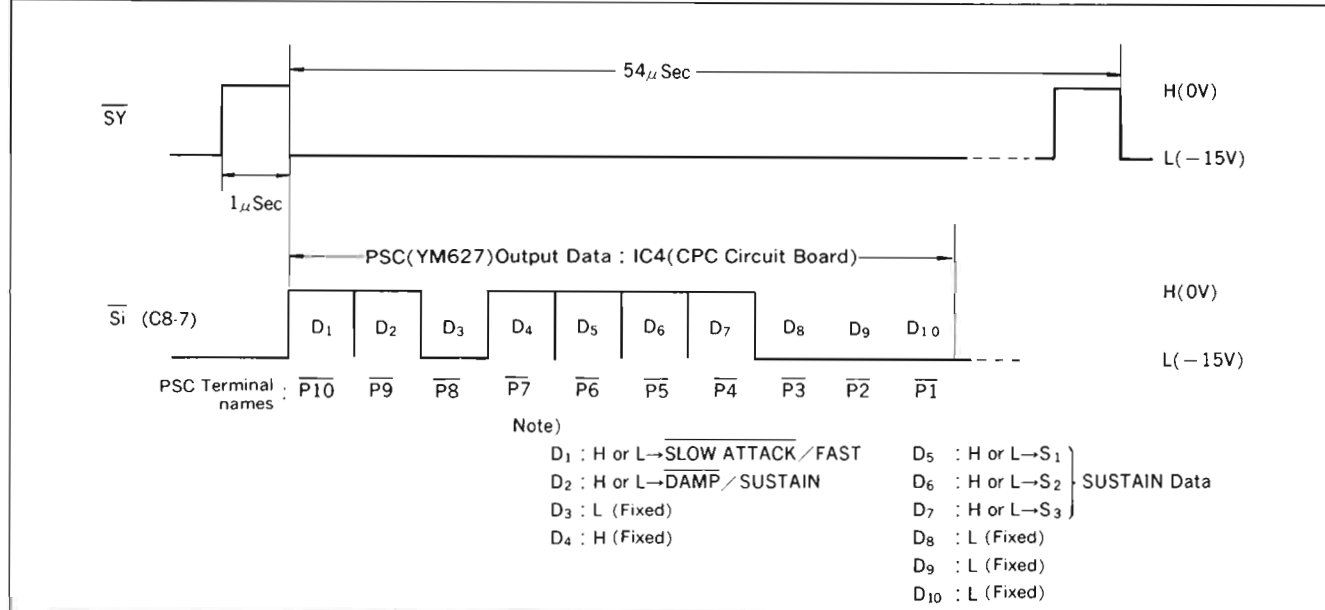 54μSec
H(0V)
SY
L(−15V)
1μSec
PSC(YM627)Output Data : IC4(CPC Circuit Board)
H(0V)
Si (C8-7)
D1 D2 D3 D4 D5 D6 D7 D8 D9 D10
L(−15V)
PSC Terminal names : P10 P9 P8 P7 P6 P5 P4 P3 P2 P1
Note)
D1 : H or L→SLOW ATTACK/FAST
D2 : H or L→DAMP/SUSTAIN
D3 : L (Fixed)
D4 : H (Fixed)
D5 : H or L→S1
D6 : H or L→S2
SUSTAIN Data
D7 : H or L→S3
D8 : L (Fixed)
D9 : L (Fixed)
D10 : L (Fixed)